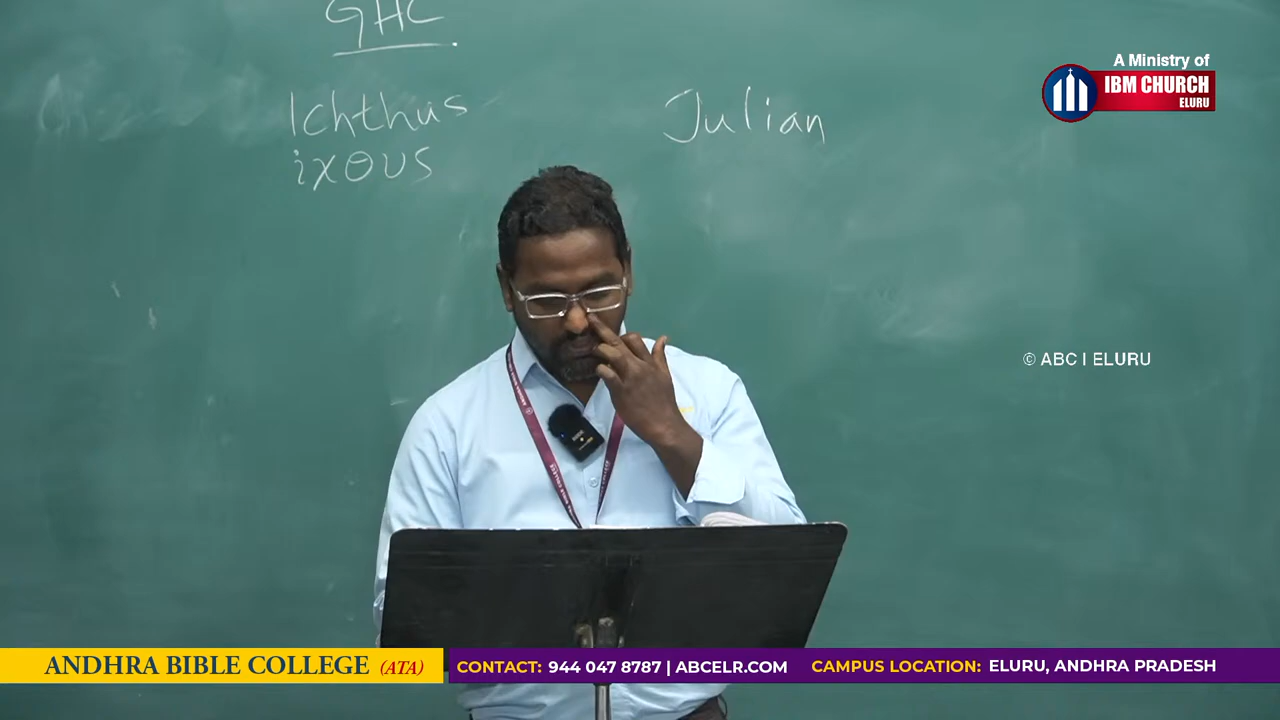 GHC
Ichthus
ixous
Julian
A Ministry of
IBM CHURCH
ELURU
© ABC I ELURU
ANDHRA BIBLE COLLEGE (ATA)
CONTACT: 944 047 8787 | ABCELR.COM
CAMPUS LOCATION: ELURU, ANDHRA PRADESH